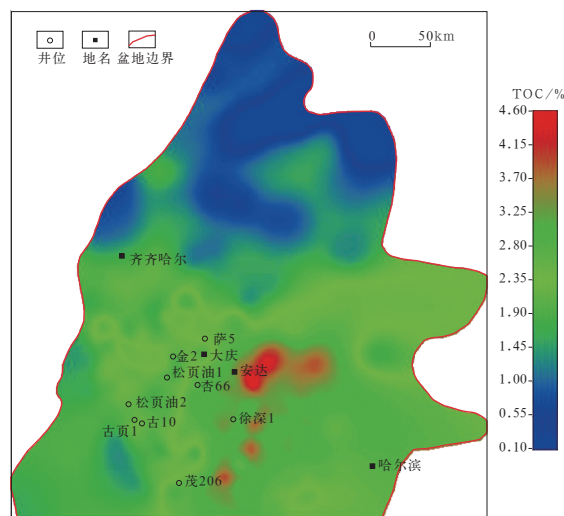 0 50km
井位 地名 盆地边界
TOC/%
4.60
4.15
3.70
3.25
2.80
2.35
1.90
1.45
1.00
0.55
0.10
齐齐哈尔
萨5
金2 大庆
松页油1 安达
杏66
松页油2
古页1 古10 徐深1
哈尔滨
茂206